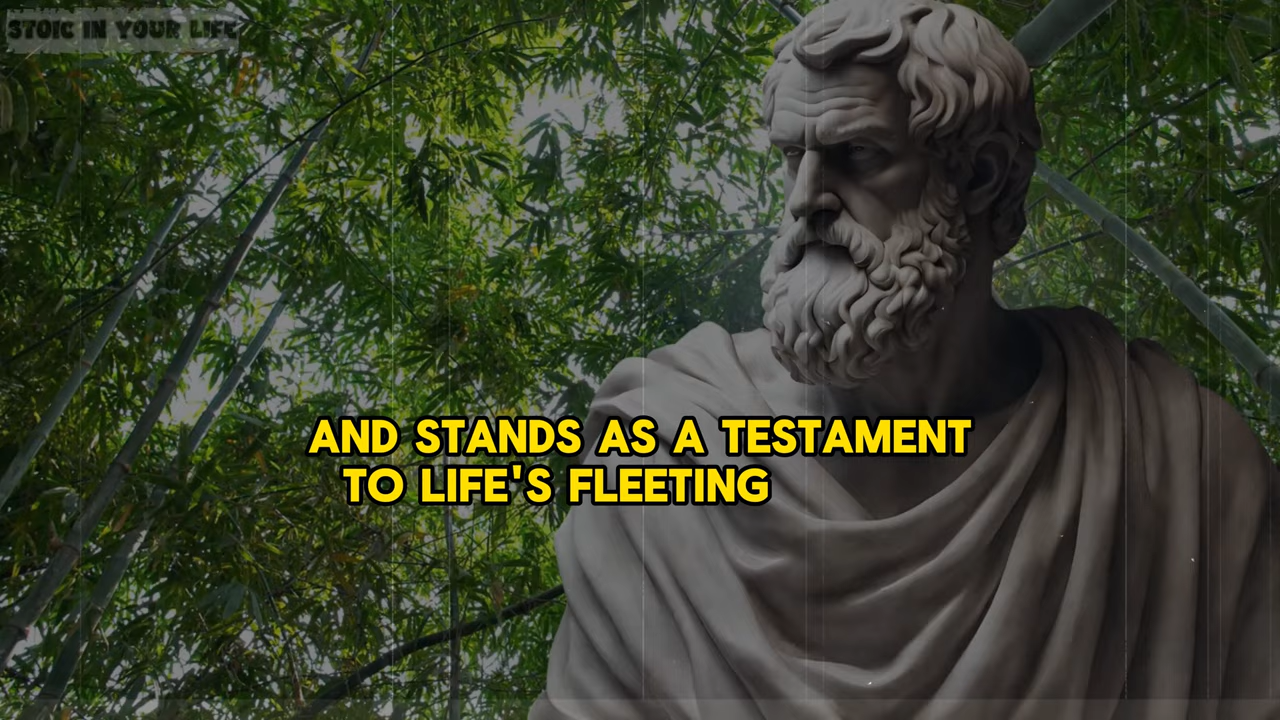 STOIC IN YOUR LIFE
AND STANDS AS A TESTAMENT
TO LIFE'S FLEETING